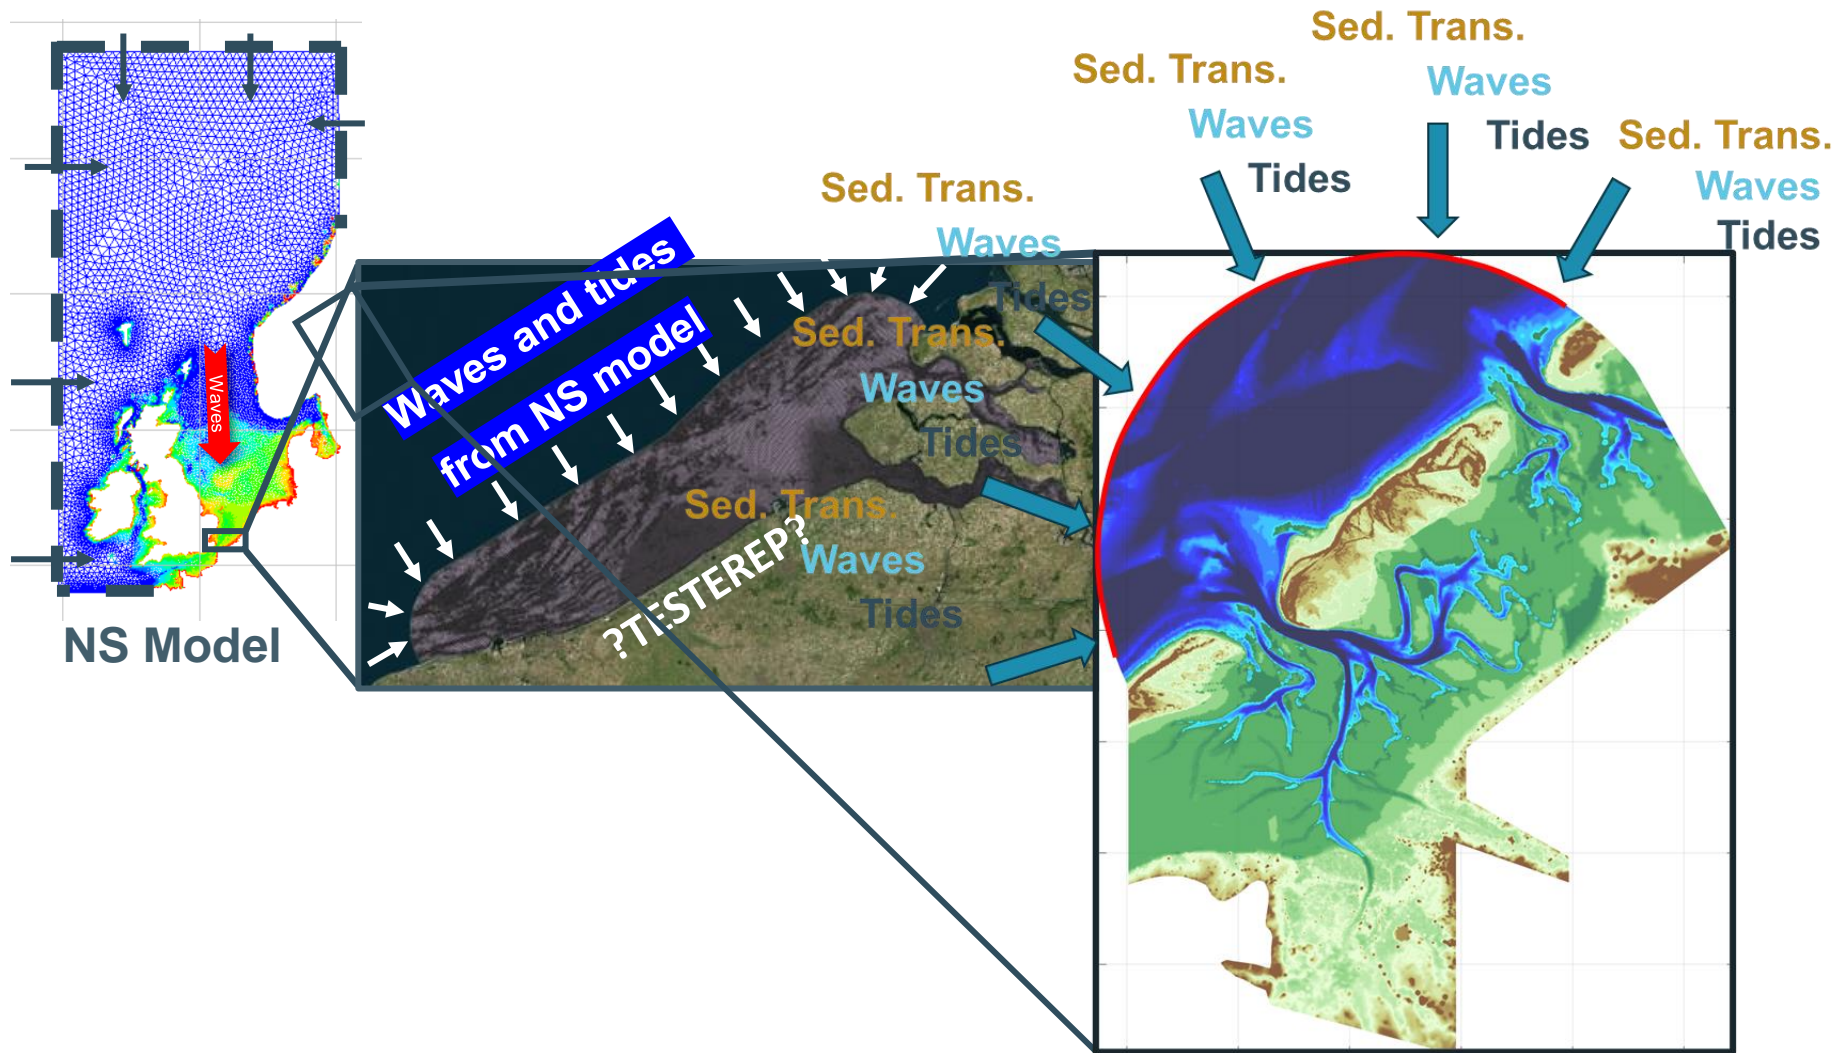 Sed. Trans.
Waves
Tides
Sed. Trans.
Waves
Tides
Sed. Trans.
Waves
Tides
Sed. Trans.
Waves
Tides
Sed. Trans.
Waves
Tides
Sed. Trans.
Waves
Tides
Waves and tides
from NS model
?TESTEREP?
Waves
NS Model